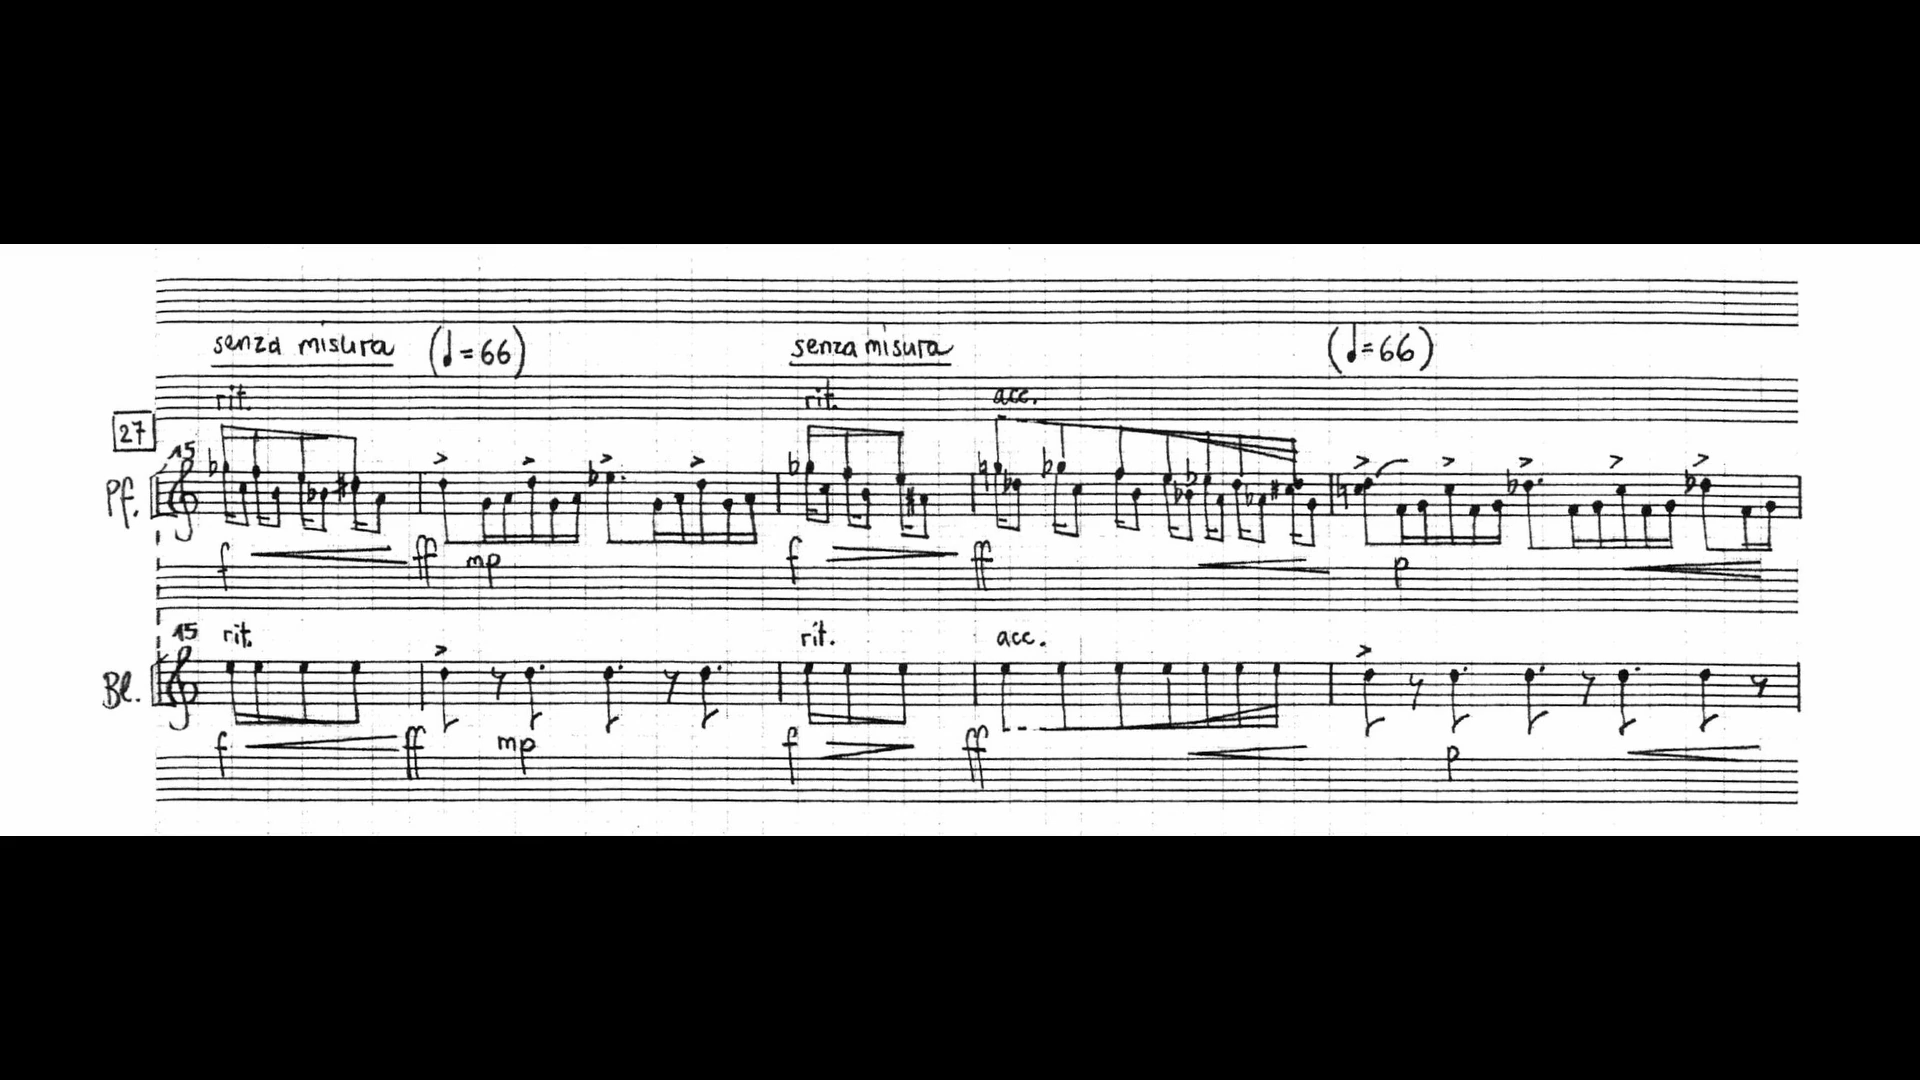 senza misura (♩=66) senza misura (♩=66)
rit. rit. acc.
27
15
Pf.
f ff mp f ff p
15 rit. rit. acc.
Bl.
f ff mp f ff p